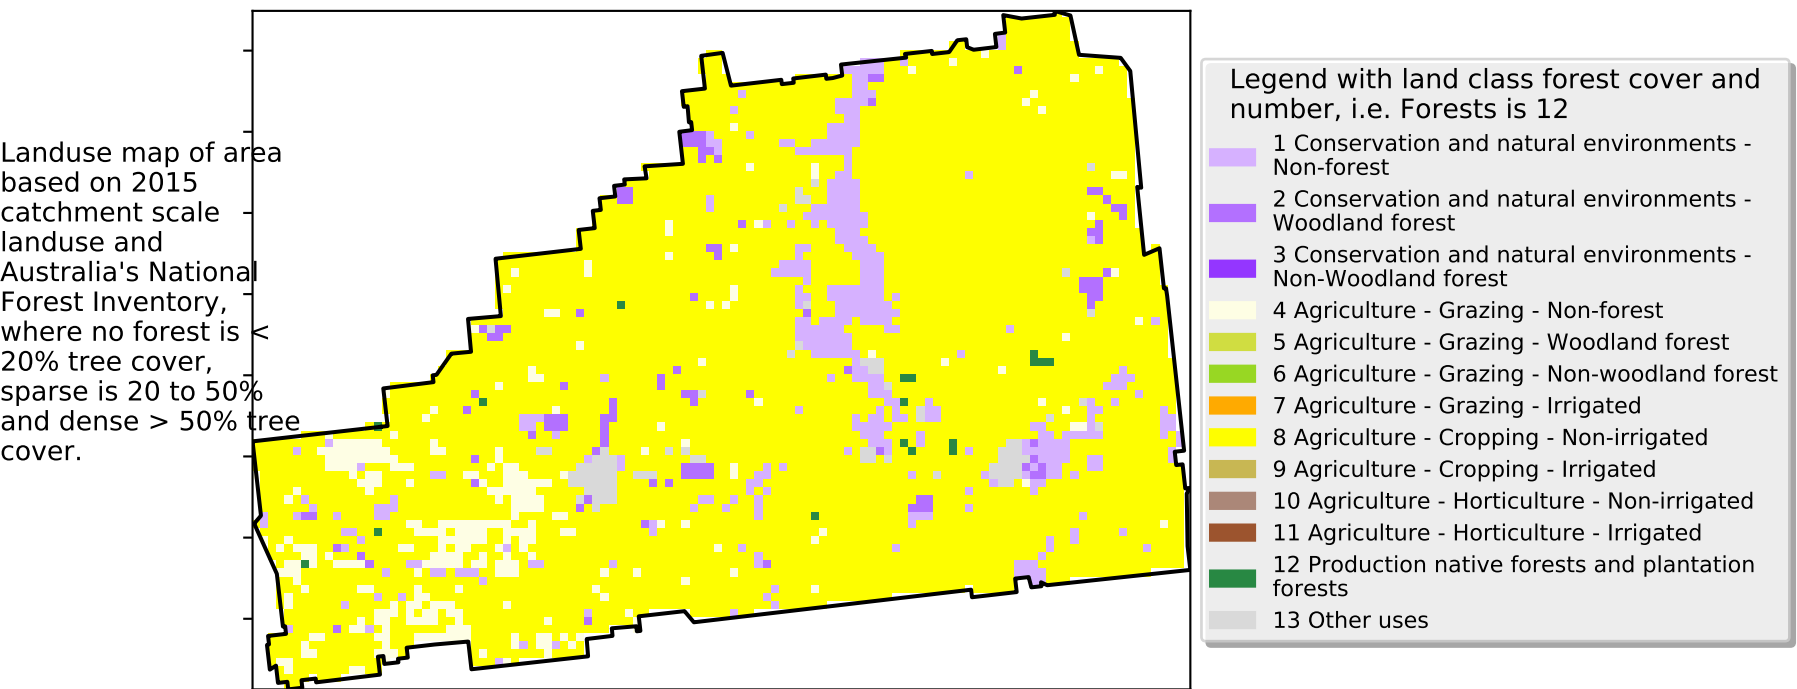 Landuse map of area
based on 2015
catchment scale
landuse and
Australia's National
Forest Inventory,
where no forest is <
20% tree cover,
sparse is 20 to 50%
and dense > 50% tree
cover.
Legend with land class forest cover and
number, i.e. Forests is 12
1 Conservation and natural environments -
Non-forest
2 Conservation and natural environments -
Woodland forest
3 Conservation and natural environments -
Non-Woodland forest
4 Agriculture - Grazing - Non-forest
5 Agriculture - Grazing - Woodland forest
6 Agriculture - Grazing - Non-woodland forest
7 Agriculture - Grazing - Irrigated
8 Agriculture - Cropping - Non-irrigated
9 Agriculture - Cropping - Irrigated
10 Agriculture - Horticulture - Non-irrigated
11 Agriculture - Horticulture - Irrigated
12 Production native forests and plantation
forests
13 Other uses